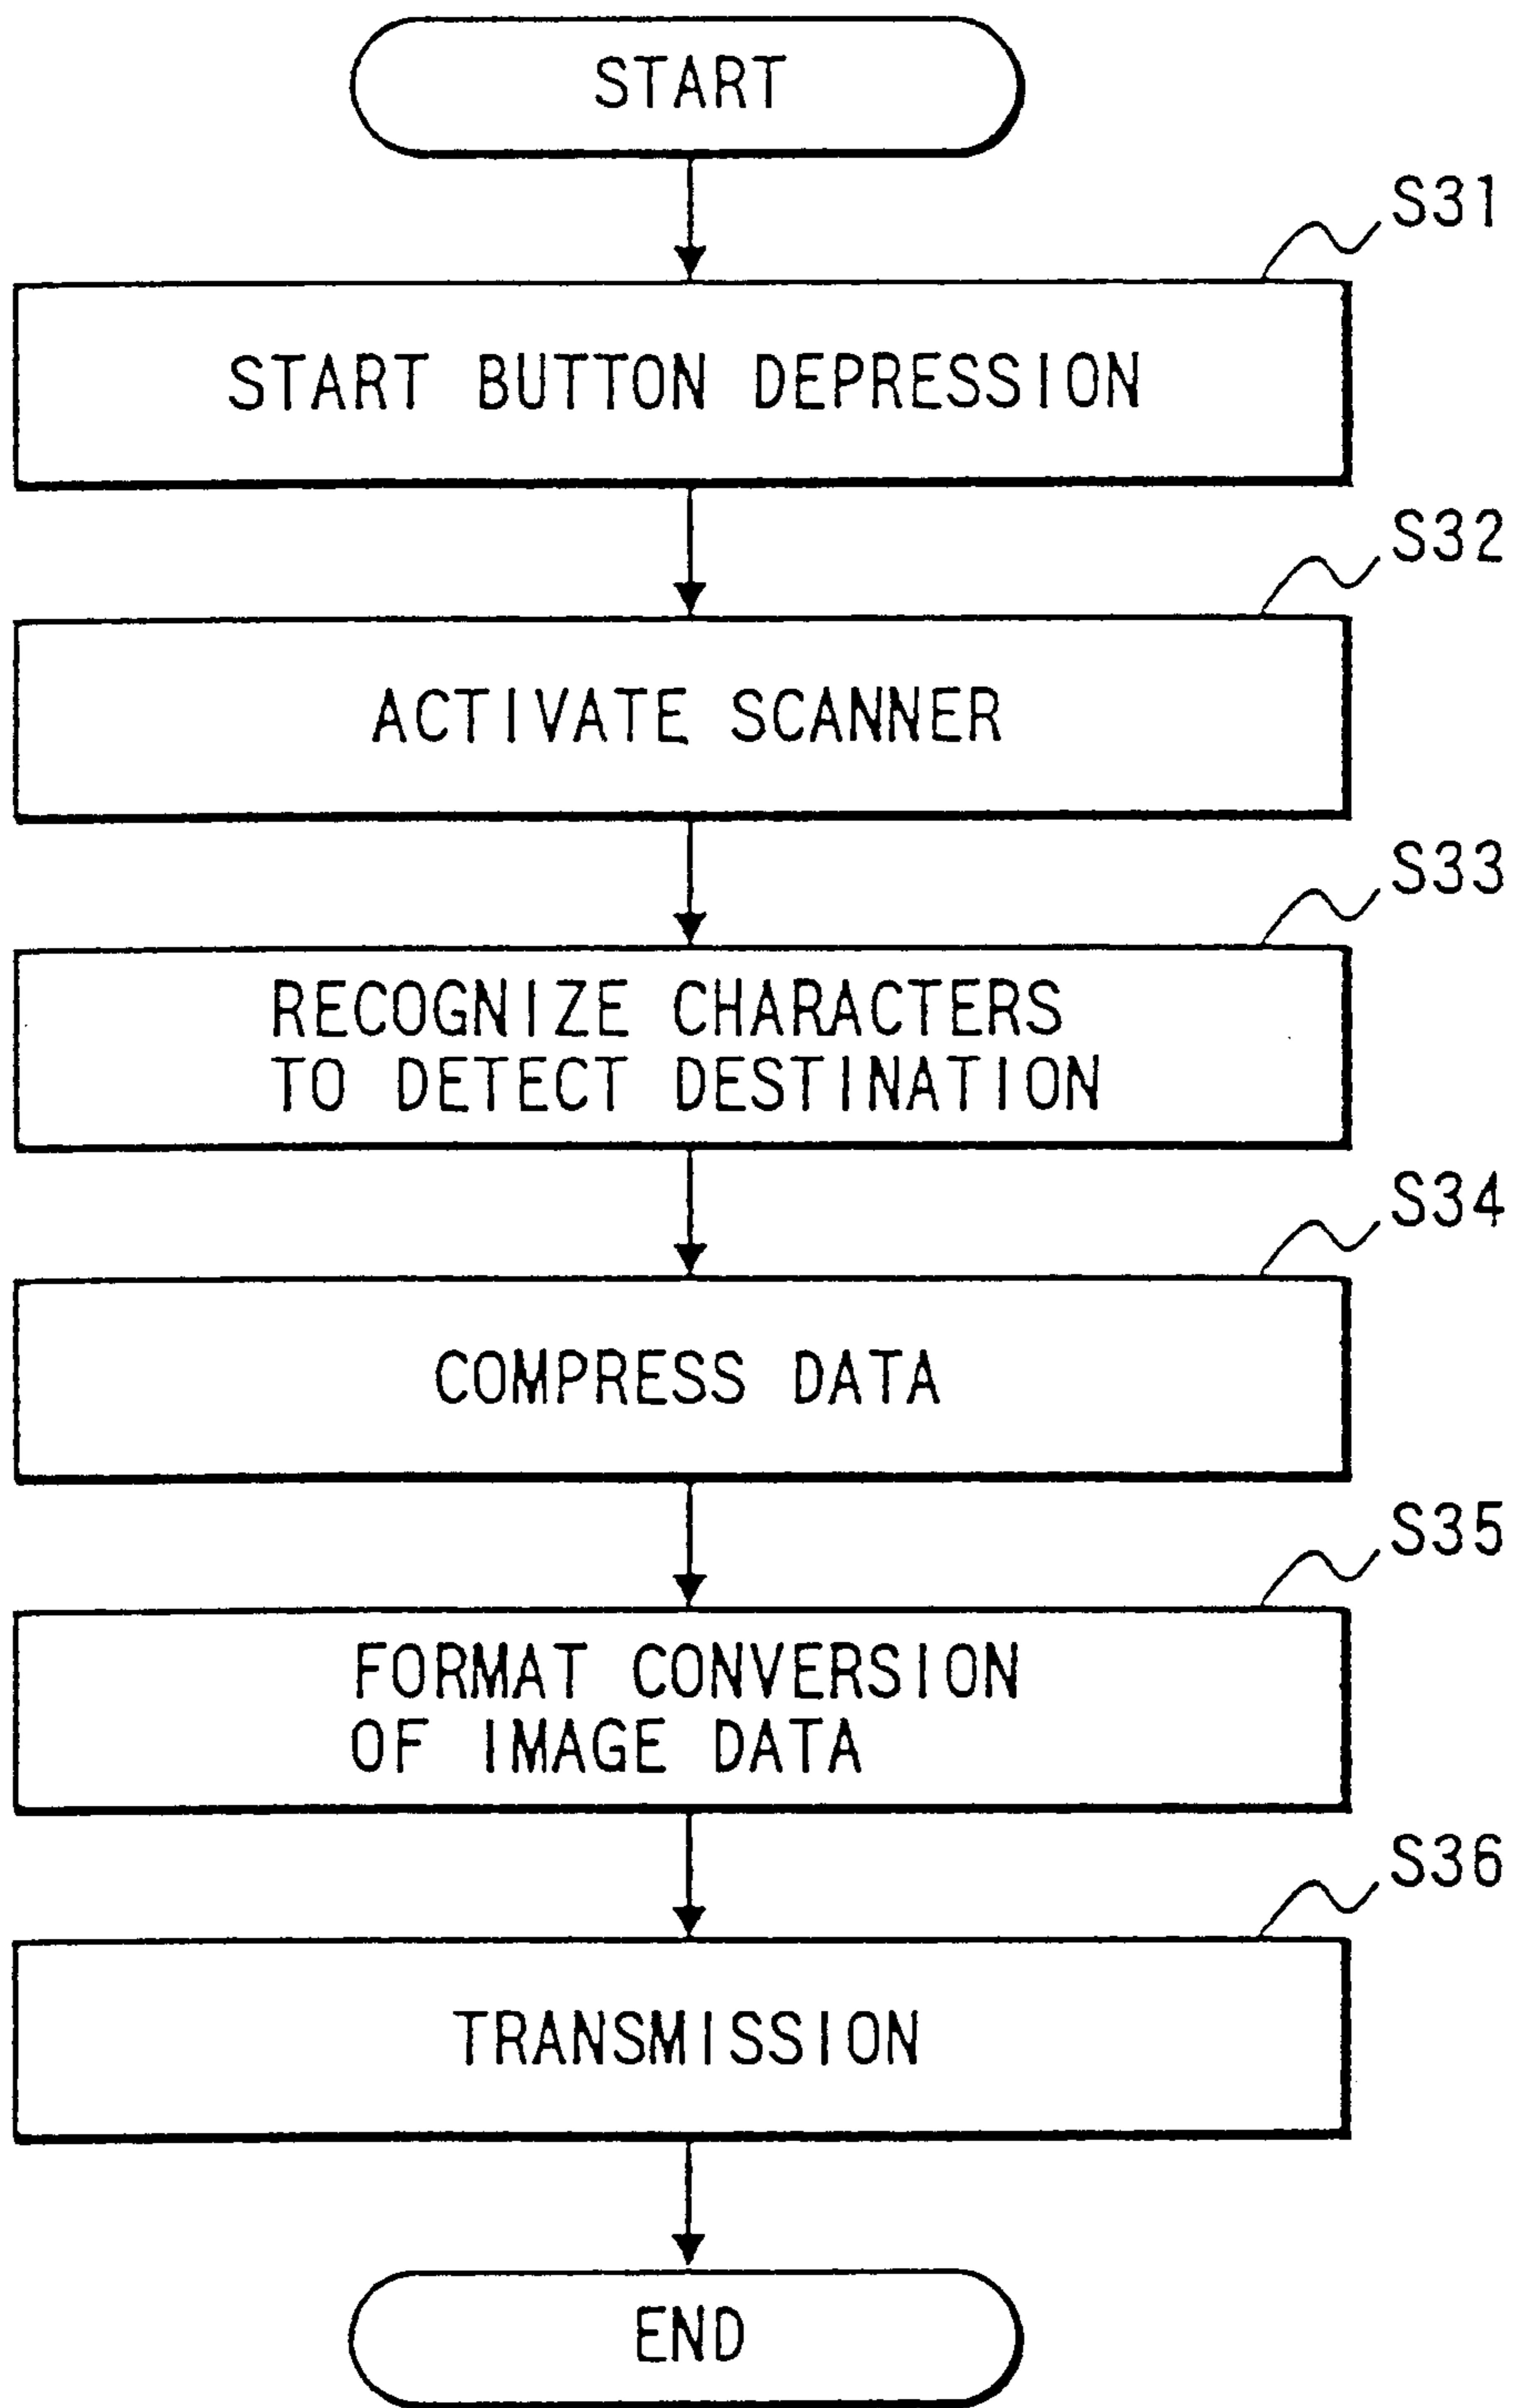 START
S31
START BUTTON DEPRESSION
S32
ACTIVATE SCANNER
S33
RECOGNIZE CHARACTERS
TO DETECT DESTINATION
S34
COMPRESS DATA
S35
FORMAT CONVERSION
OF IMAGE DATA
S36
TRANSMISSION
END